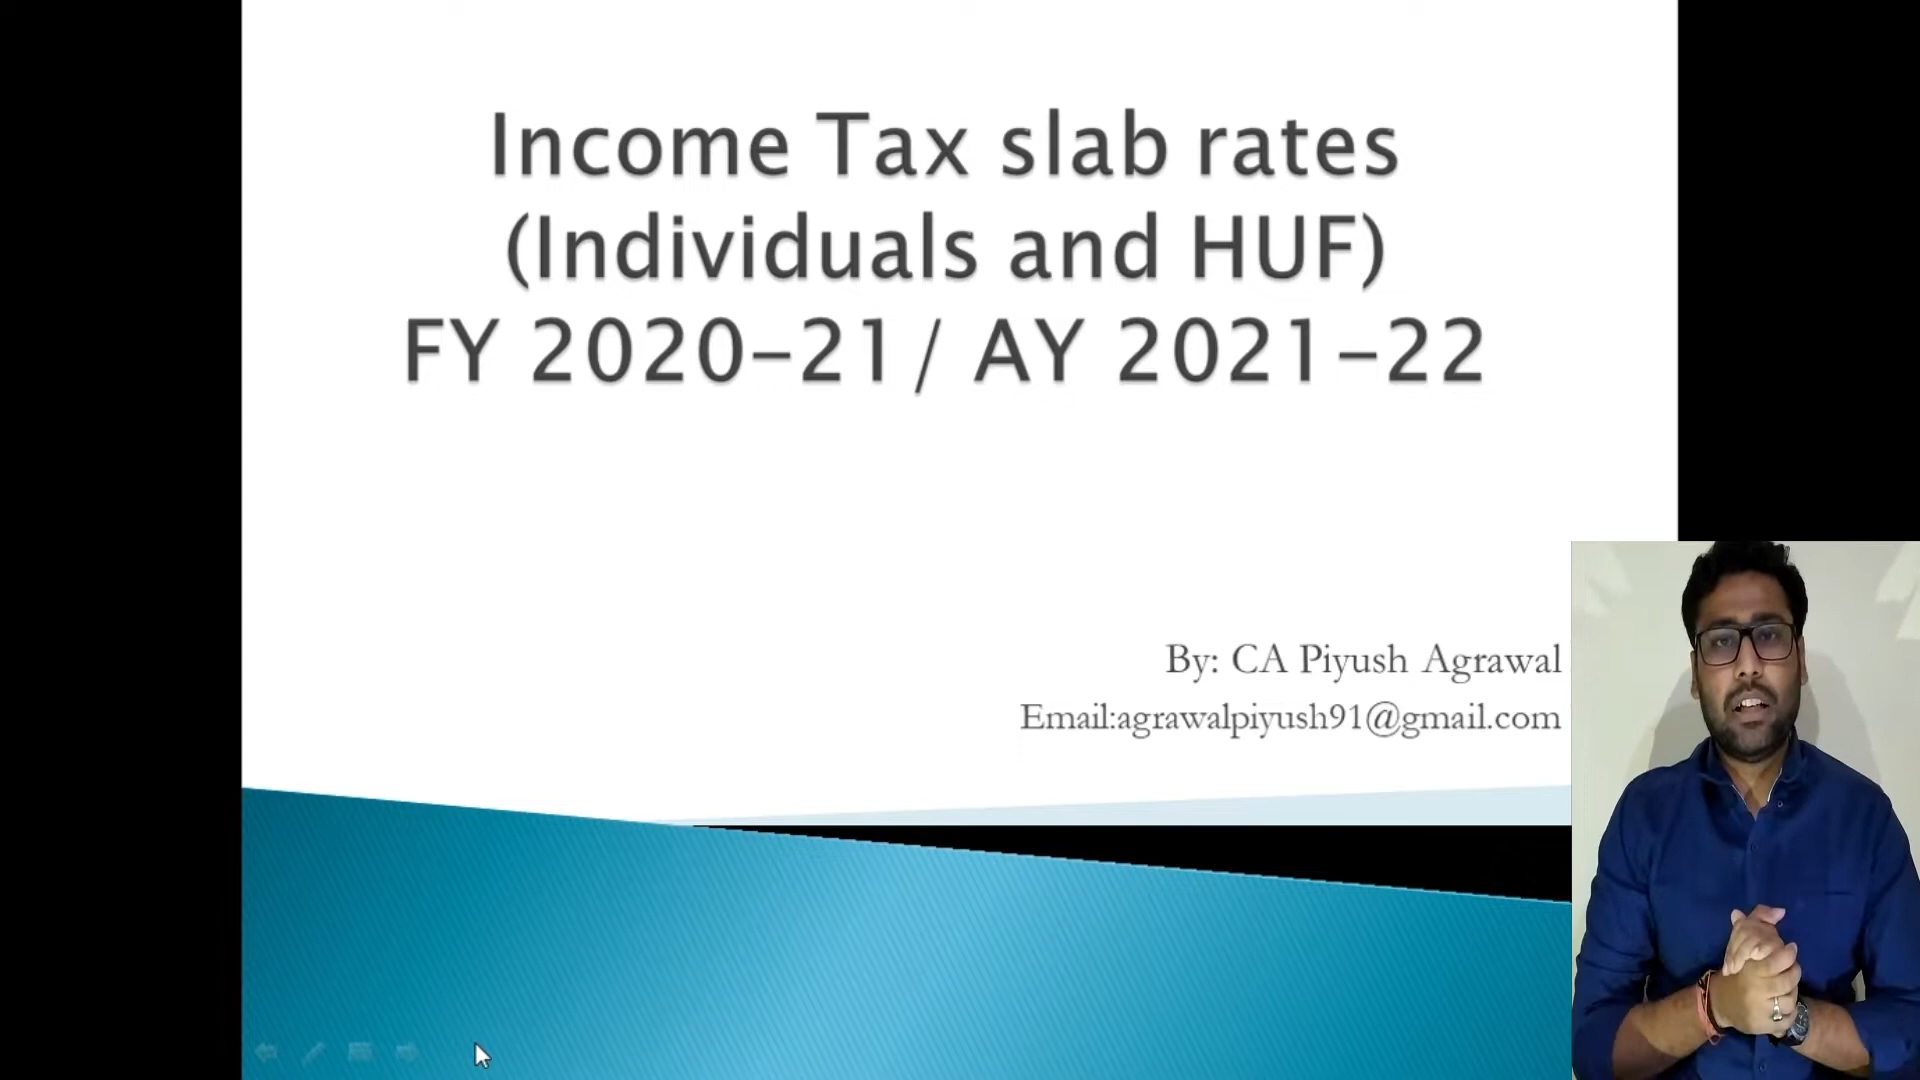 Income Tax slab rates
(Individuals and HUF)
FY 2020-21/ AY 2021-22
By: CA Piyush Agrawal
Email:agrawalpiyush91@gmail.com